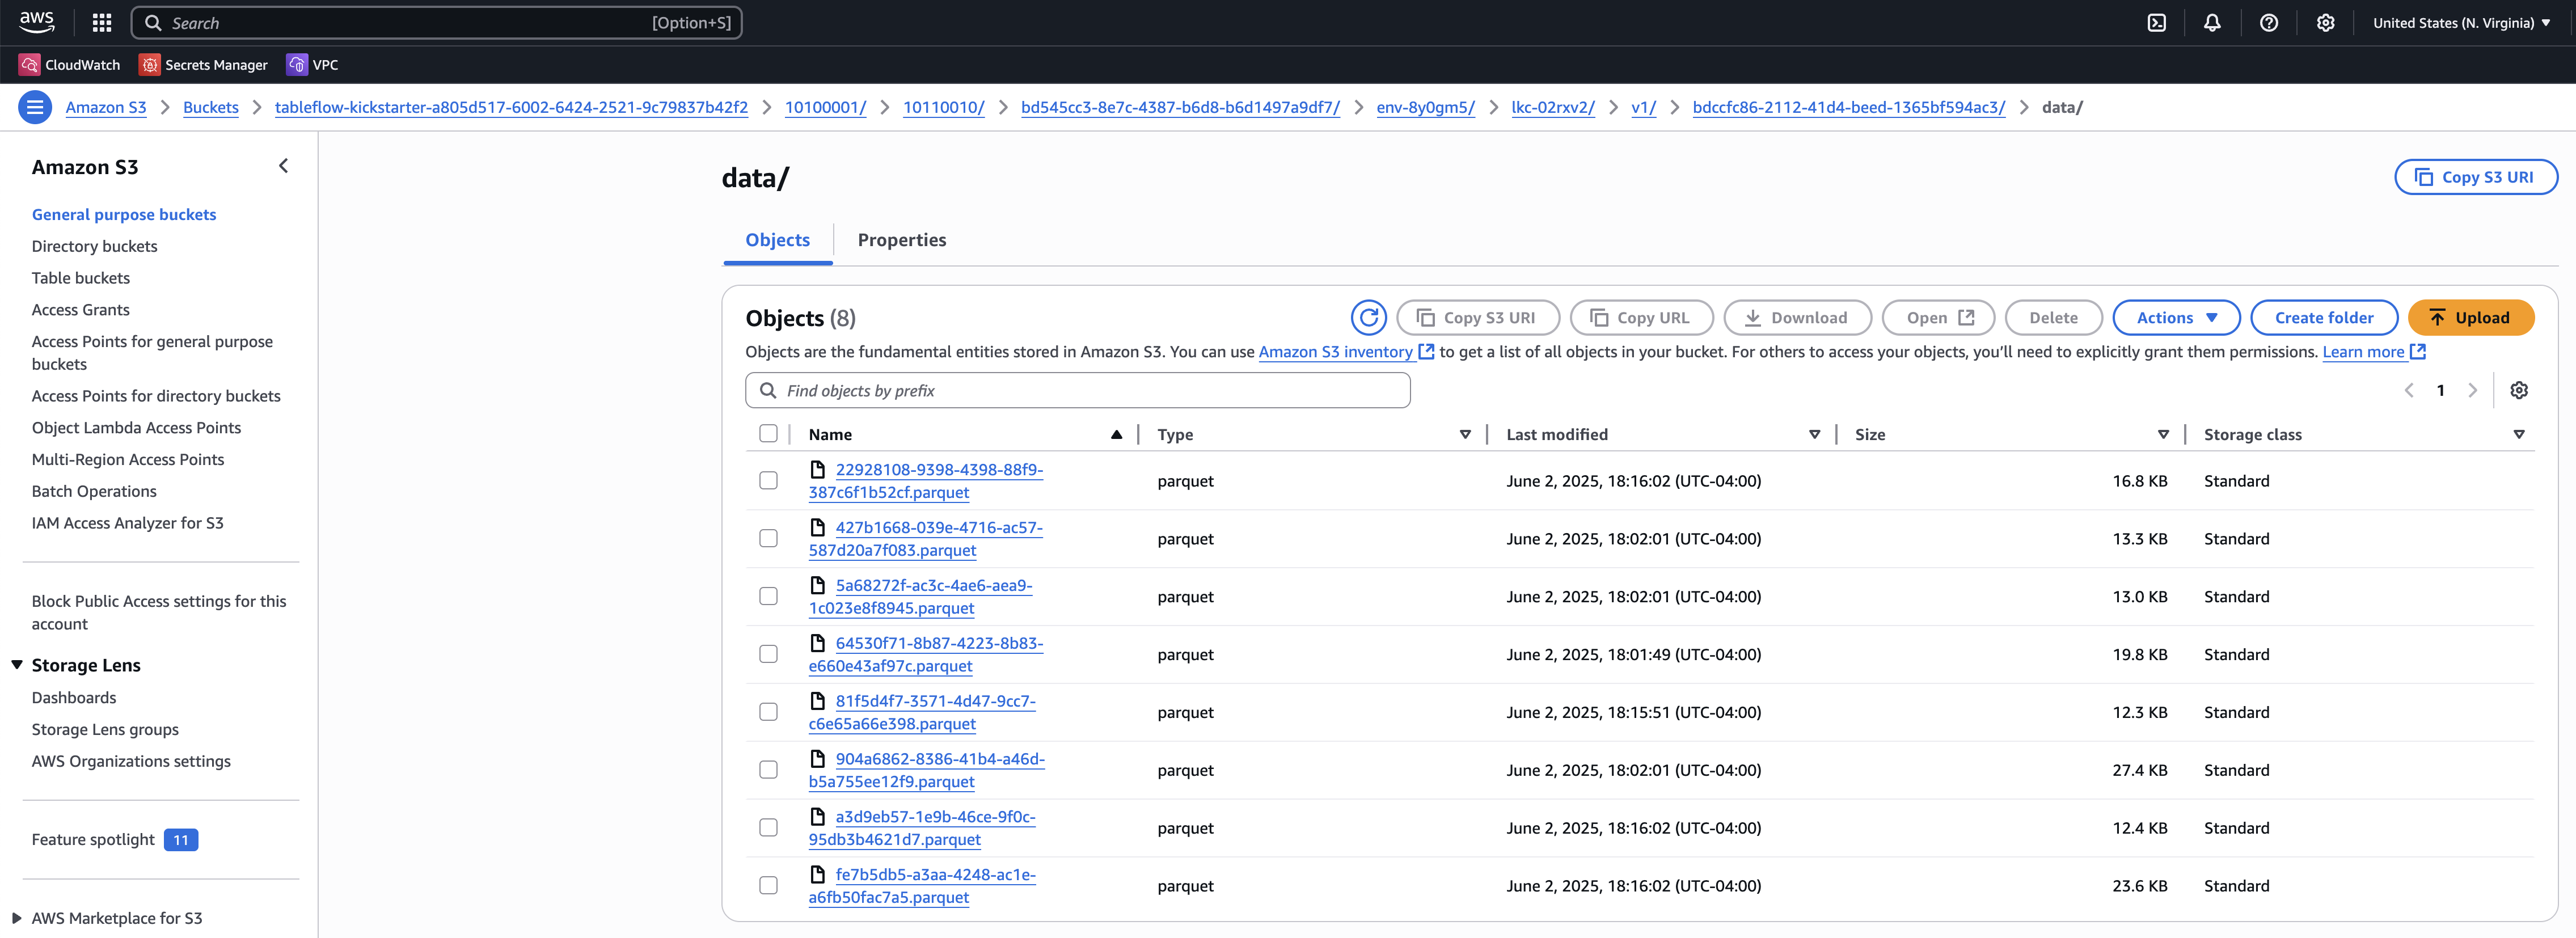 aws
Search [Option+S]
United States (N. Virginia)
CloudWatch Secrets Manager VPC
Amazon S3 > Buckets > tableflow-kickstarter-a805d517-6002-6424-2521-9c79837b42f2 > 10100001/ > 10110010/ > bd545cc3-8e7c-4387-b6d8-b6d1497a9df7/ > env-8y0gm5/ > lkc-02rxv2/ > v1/ > bdccfc86-2112-41d4-beed-1365bf594ac3/ > data/
Amazon S3
General purpose buckets
Directory buckets
Table buckets
Access Grants
Access Points for general purpose
buckets
Access Points for directory buckets
Object Lambda Access Points
Multi-Region Access Points
Batch Operations
IAM Access Analyzer for S3
Block Public Access settings for this
account
Storage Lens
Dashboards
Storage Lens groups
AWS Organizations settings
Feature spotlight 11
AWS Marketplace for S3
data/
Copy S3 URI
Objects Properties
Objects (8)
Copy S3 URI Copy URL Download Open Delete Actions Create folder Upload
Objects are the fundamental entities stored in Amazon S3. You can use Amazon S3 inventory to get a list of all objects in your bucket. For others to access your objects, you’ll need to explicitly grant them permissions. Learn more
Find objects by prefix
1
Name Type Last modified Size Storage class
22928108-9398-4398-88f9-
387c6f1b52cf.parquet
parquet June 2, 2025, 18:16:02 (UTC-04:00) 16.8 KB Standard
427b1668-039e-4716-ac57-
587d20a7f083.parquet
parquet June 2, 2025, 18:02:01 (UTC-04:00) 13.3 KB Standard
5a68272f-ac3c-4ae6-aea9-
1c023e8f8945.parquet
parquet June 2, 2025, 18:02:01 (UTC-04:00) 13.0 KB Standard
64530f71-8b87-4223-8b83-
e660e43af97c.parquet
parquet June 2, 2025, 18:01:49 (UTC-04:00) 19.8 KB Standard
81f5d4f7-3571-4d47-9cc7-
c6e65a66e398.parquet
parquet June 2, 2025, 18:15:51 (UTC-04:00) 12.3 KB Standard
904a6862-8386-41b4-a46d-
b5a755ee12f9.parquet
parquet June 2, 2025, 18:02:01 (UTC-04:00) 27.4 KB Standard
a3d9eb57-1e9b-46ce-9f0c-
95db3b4621d7.parquet
parquet June 2, 2025, 18:16:02 (UTC-04:00) 12.4 KB Standard
fe7b5db5-a3aa-4248-ac1e-
a6fb50fac7a5.parquet
parquet June 2, 2025, 18:16:02 (UTC-04:00) 23.6 KB Standard